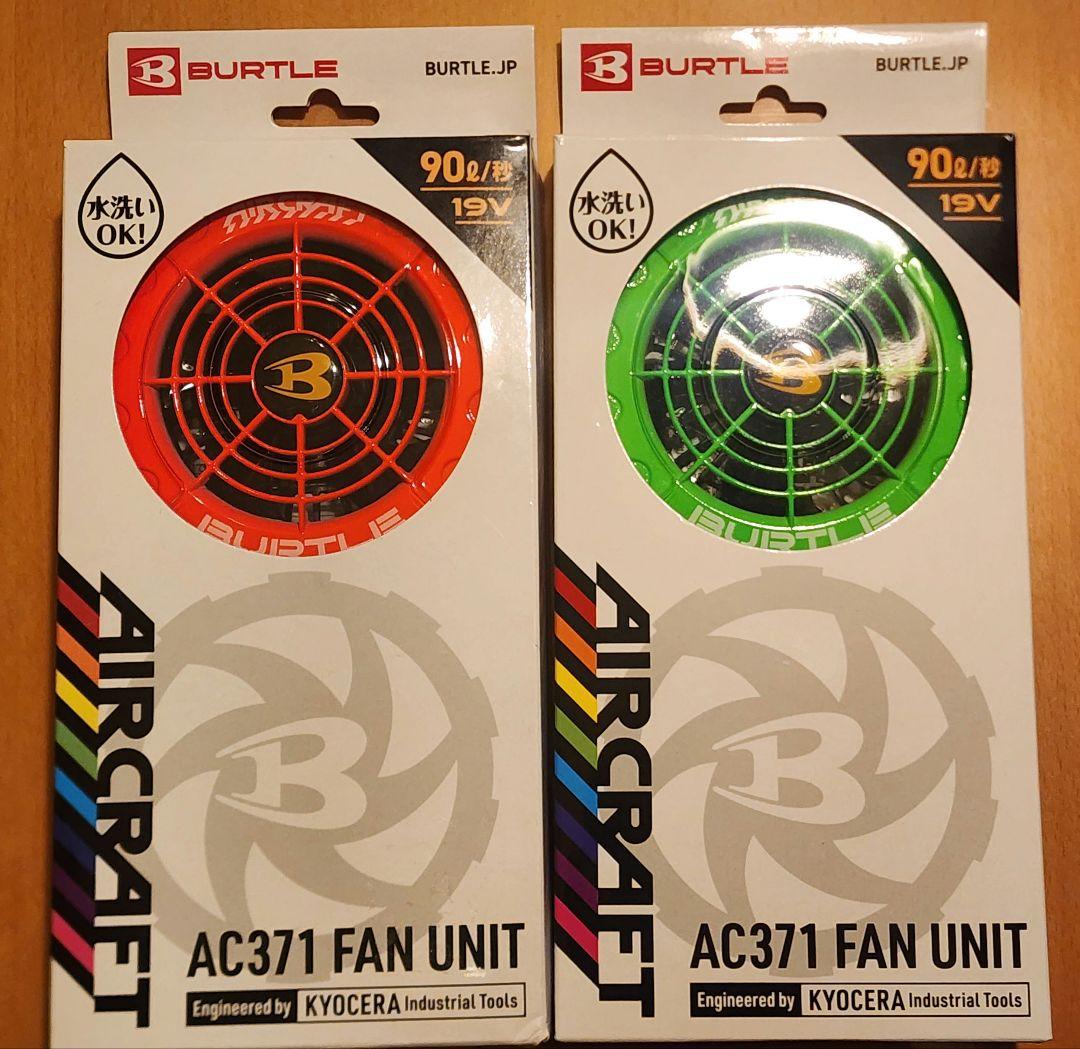 BURTLE
BURTLE.JP
水洗い
OK!
90ℓ/秒
19V
AIRCRAFT
B
BURTLE
AIRCRAFT
B
AC371 FAN UNIT
Engineered by KYOCERA Industrial Tools
BURTLE
BURTLE.JP
水洗い
OK!
90ℓ/秒
19V
B
BURTLE
AIRCRAFT
B
AC371 FAN UNIT
Engineered by KYOCERA Industrial Tools